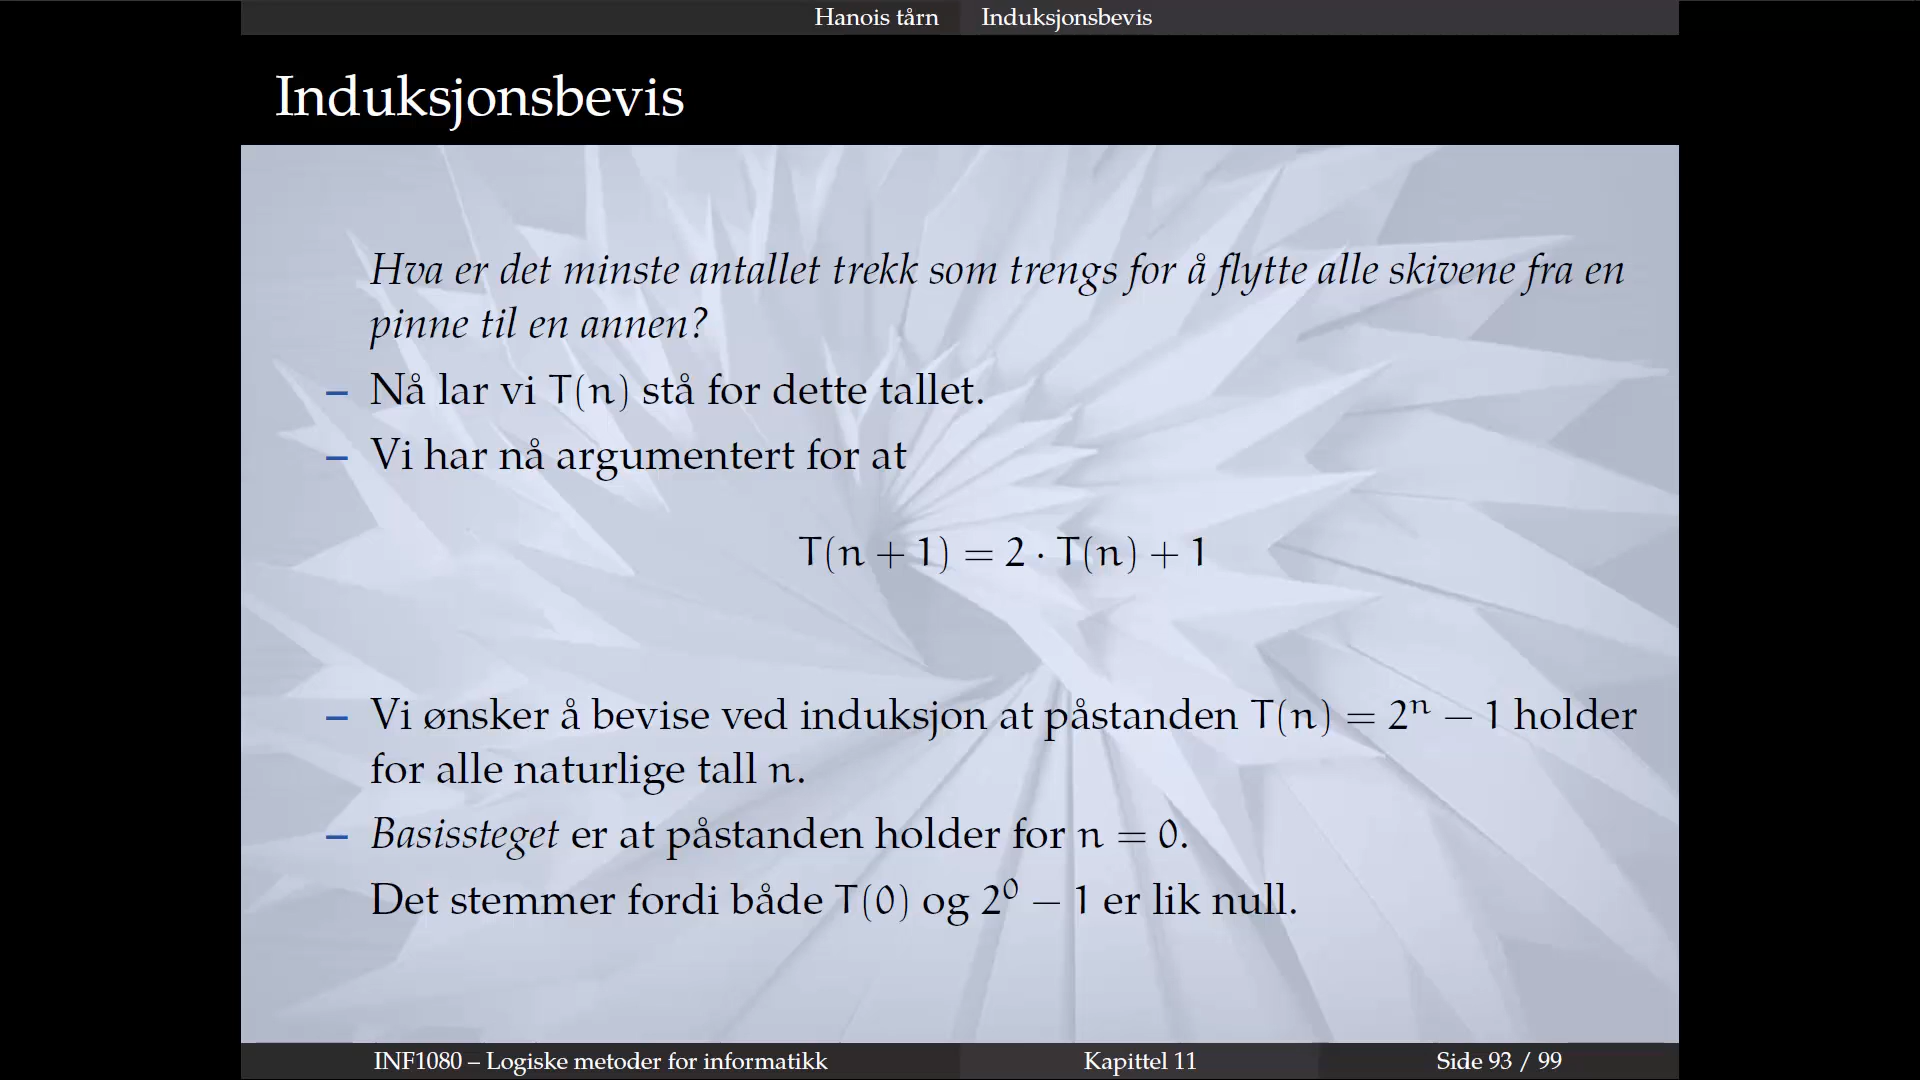 Hanois tårn Induksjonsbevis
Induksjonsbevis
Hva er det minste antallet trekk som trengs for å flytte alle skivene fra en
pinne til en annen?
– Nå lar vi T(n) stå for dette tallet.
– Vi har nå argumentert for at
T(n + 1) = 2 · T(n) + 1
– Vi ønsker å bevise ved induksjon at påstanden T(n) = 2ⁿ − 1 holder
for alle naturlige tall n.
– Basissteget er at påstanden holder for n = 0.
Det stemmer fordi både T(0) og 2⁰ − 1 er lik null.
INF1080 – Logiske metoder for informatikk Kapittel 11 Side 93 / 99